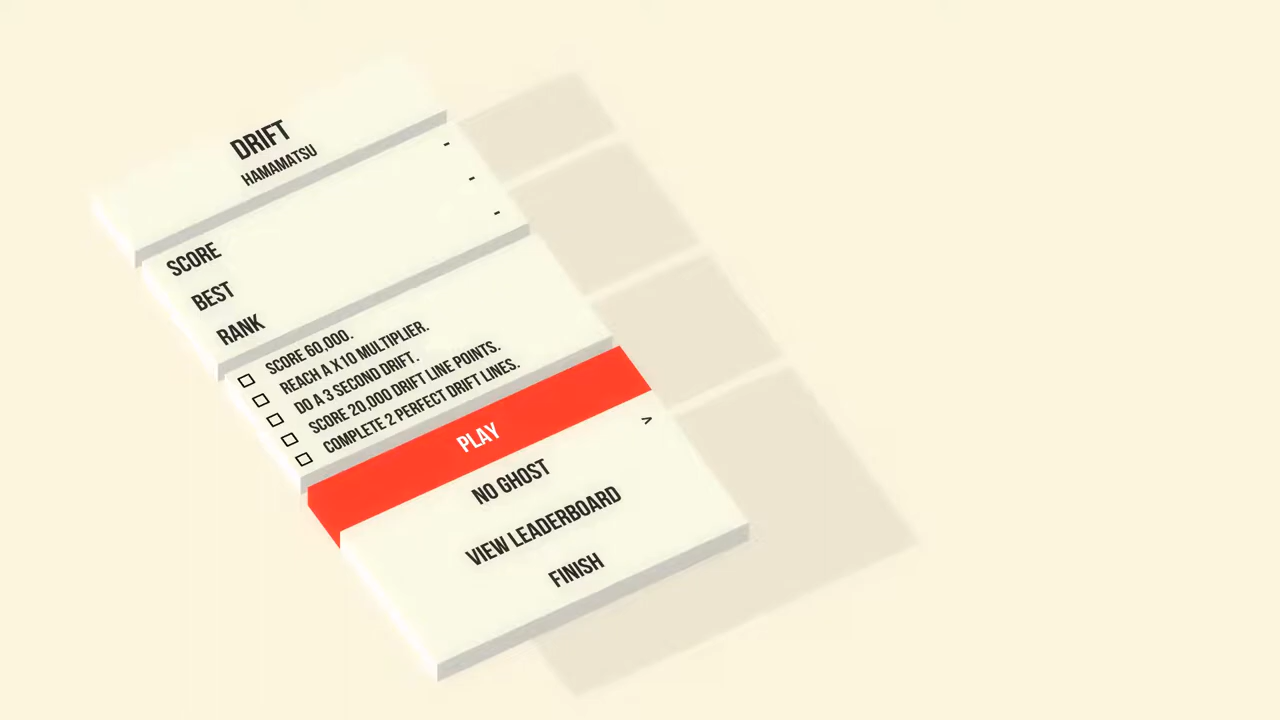 DRIFT
HAMAMATSU
SCORE -
BEST -
RANK -
SCORE 60,000.
REACH A X10 MULTIPLIER.
DO A 3 SECOND DRIFT.
SCORE 20,000 DRIFT LINE POINTS.
COMPLETE 2 PERFECT DRIFT LINES.
PLAY
NO GHOST >
VIEW LEADERBOARD
FINISH